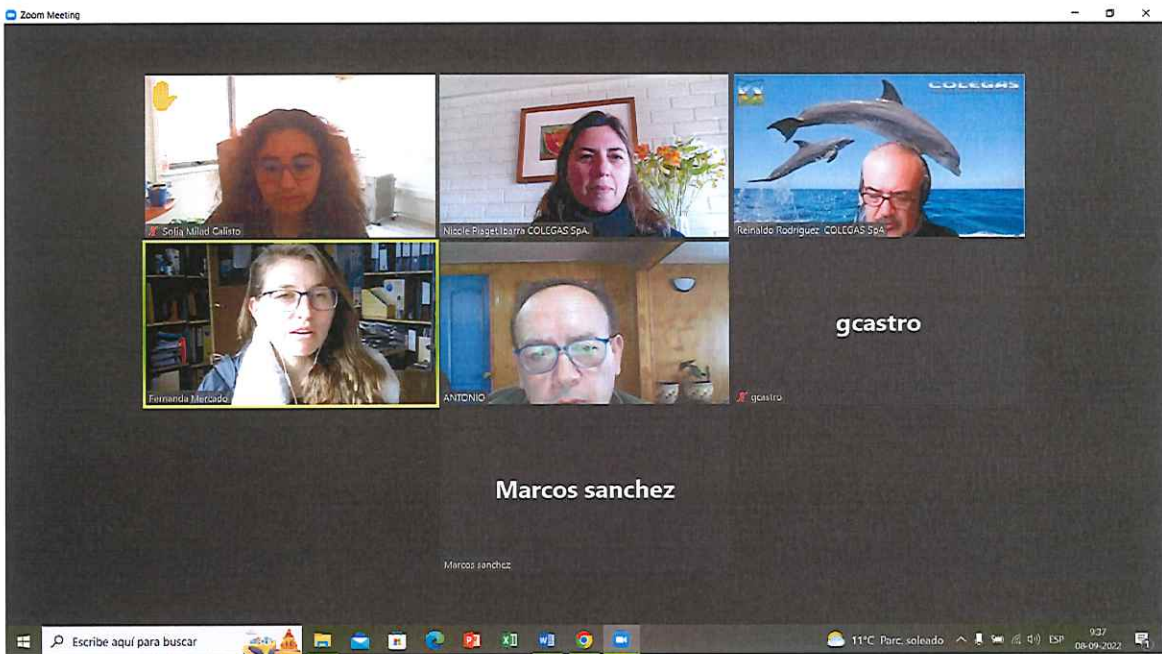 Zoom Meeting
COLEGAS
Sofia Milad Calisto
Nicole Piaget Ibarra COLEGAS SpA.
Reinaldo Rodriguez COLEGAS SpA
Fernanda Mercado
ANTONIO
gcastro
gcastro
Marcos sanchez
Marcos sanchez
Escribe aquí para buscar
11°C Parc. soleado
ESP
9:37
08-09-2022